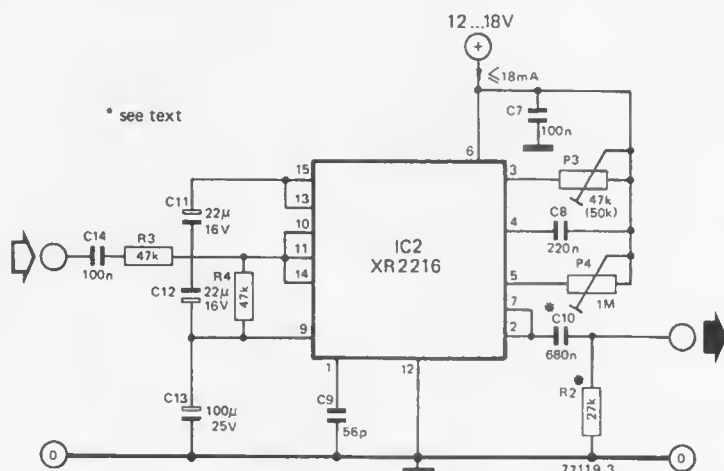 12...18V
+
≤18mA
* see text
C7
100n
6
15
13
10
11
14
9
1
12
3
4
5
7
2
IC2
XR2216
P3
47k
(50k)
C8
220n
P4
1M
*
C10
680n
*
R2
27k
C11
22µ
16V
C14
100n
R3
47k
R4
47k
C12
22µ
16V
C13
100µ
25V
C9
56p
0
0
77119 3